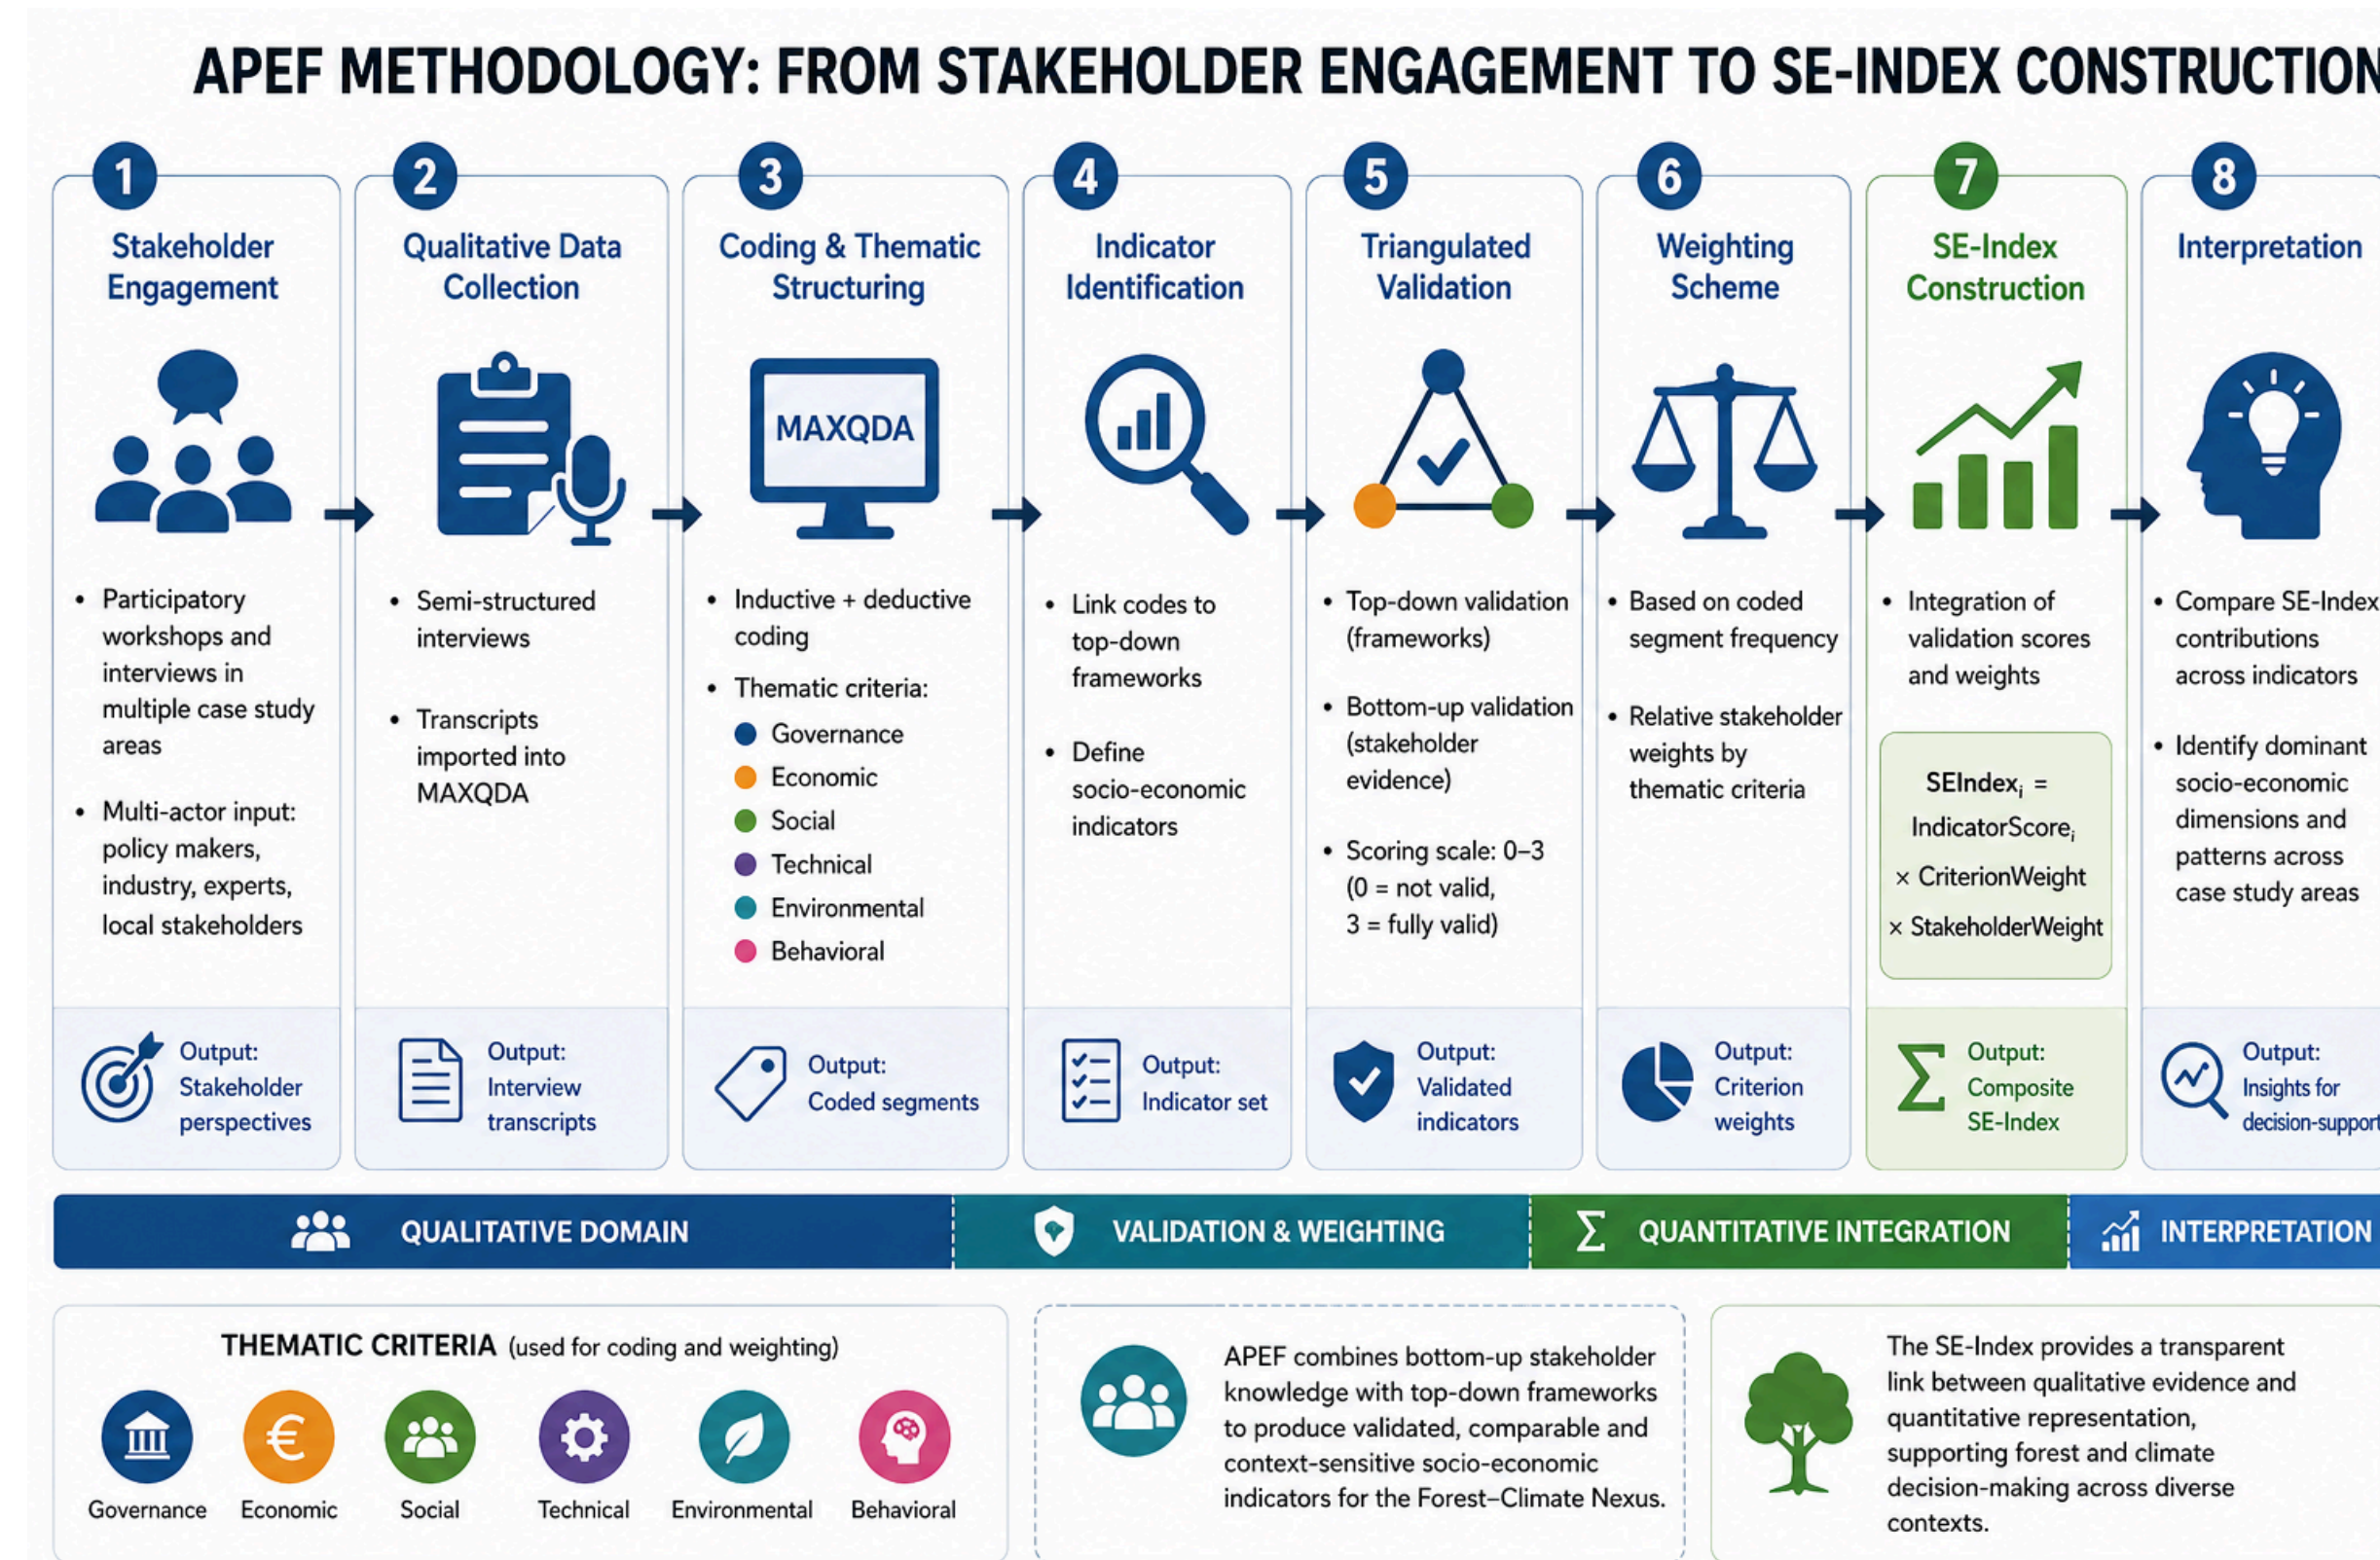 APEF METHODOLOGY: FROM STAKEHOLDER ENGAGEMENT TO SE-INDEX CONSTRUCTION
1
Stakeholder
Engagement
• Participatory
workshops and
interviews in
multiple case study
areas
• Multi-actor input:
policy makers,
industry, experts,
local stakeholders
Output:
Stakeholder
perspectives
2
Qualitative Data
Collection
• Semi-structured
interviews
• Transcripts
imported into
MAXQDA
Output:
Interview
transcripts
3
Coding & Thematic
Structuring
MAXQDA
• Inductive + deductive
coding
• Thematic criteria:
Governance
Economic
Social
Technical
Environmental
Behavioral
Output:
Coded segments
4
Indicator
Identification
• Link codes to
top-down
frameworks
• Define
socio-economic
indicators
Output:
Indicator set
5
Triangulated
Validation
• Top-down validation
(frameworks)
• Bottom-up validation
(stakeholder
evidence)
• Scoring scale: 0–3
(0 = not valid,
3 = fully valid)
Output:
Validated
indicators
6
Weighting
Scheme
• Based on coded
segment frequency
• Relative stakeholder
weights by
thematic criteria
Output:
Criterion
weights
7
SE-Index
Construction
• Integration of
validation scores
and weights
SEIndexᵢ =
IndicatorScoreᵢ
× CriterionWeight
× StakeholderWeight
Σ Output:
Composite
SE-Index
8
Interpretation
• Compare SE-Index
contributions
across indicators
• Identify dominant
socio-economic
dimensions and
patterns across
case study areas
Output:
Insights for
decision-support
QUALITATIVE DOMAIN
VALIDATION & WEIGHTING
Σ QUANTITATIVE INTEGRATION
INTERPRETATION
THEMATIC CRITERIA (used for coding and weighting)
€
Governance Economic Social Technical Environmental Behavioral
APEF combines bottom-up stakeholder
knowledge with top-down frameworks
to produce validated, comparable and
context-sensitive socio-economic
indicators for the Forest–Climate Nexus.
The SE-Index provides a transparent
link between qualitative evidence and
quantitative representation,
supporting forest and climate
decision-making across diverse
contexts.